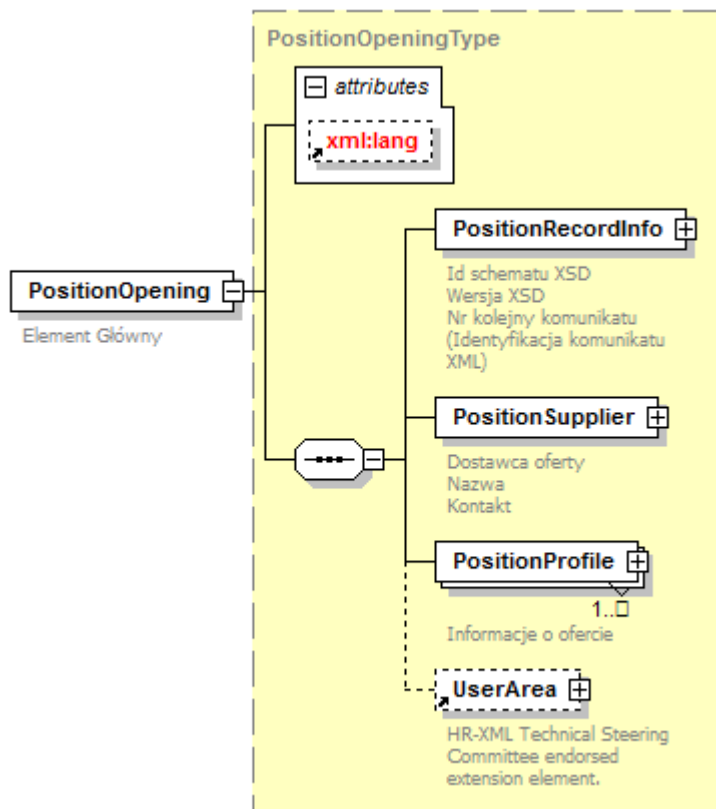 PositionOpeningType
attributes
xml:lang
PositionRecordInfo
Id schematu XSD
Wersja XSD
Nr kolejny komunikatu
(Identyfikacja komunikatu
XML)
PositionOpening
Element Główny
PositionSupplier
Dostawca oferty
Nazwa
Kontakt
PositionProfile
1..□
Informacje o ofercie
UserArea
HR-XML Technical Steering
Committee endorsed
extension element.